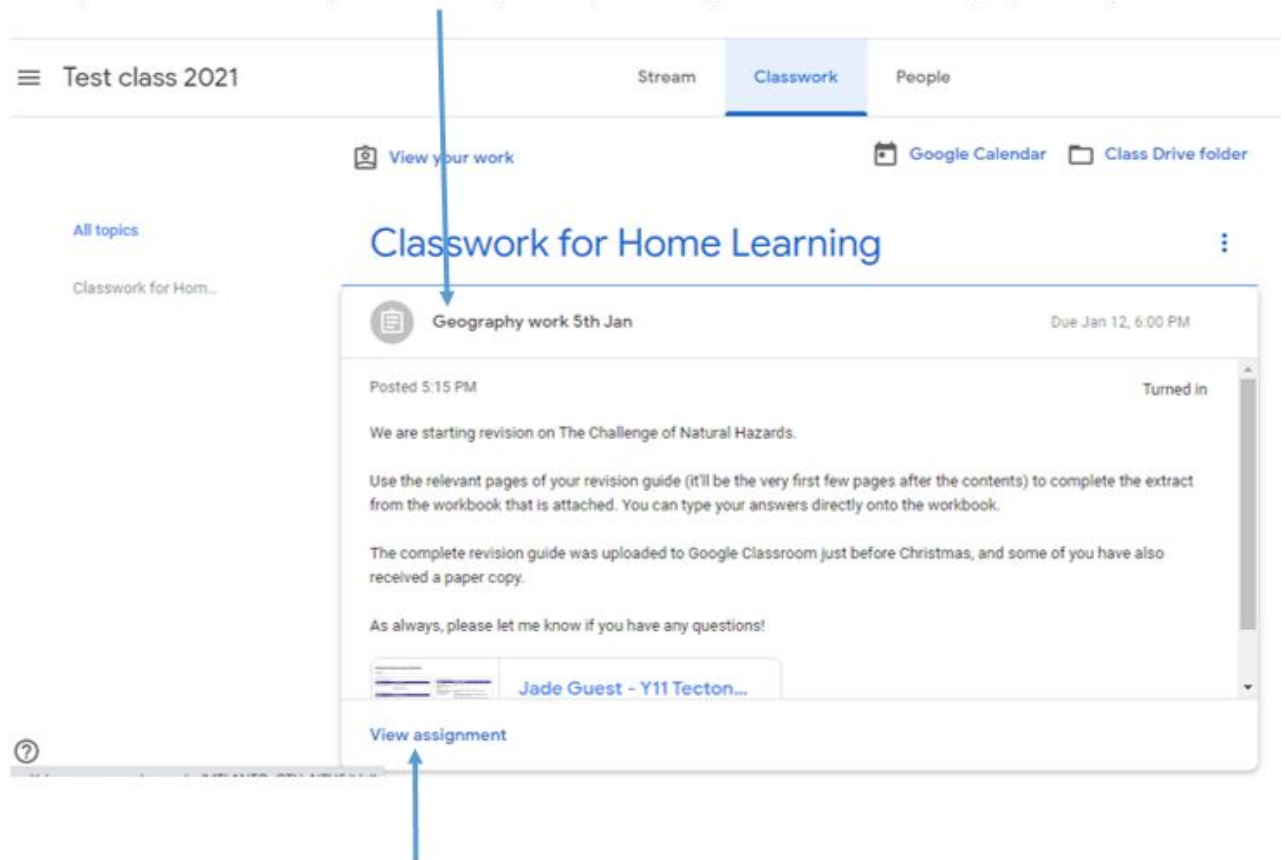 Test class 2021
Stream
Classwork
People
View your work
Google Calendar
Class Drive folder
All topics
Classwork for Home Learning
Classwork for Hom...
Geography work 5th Jan
Due Jan 12, 6:00 PM
Posted 5:15 PM
Turned in
We are starting revision on The Challenge of Natural Hazards.
Use the relevant pages of your revision guide (it'll be the very first few pages after the contents) to complete the extract
from the workbook that is attached. You can type your answers directly onto the workbook.
The complete revision guide was uploaded to Google Classroom just before Christmas, and some of you have also
received a paper copy.
As always, please let me know if you have any questions!
Jade Guest - Y11 Tecton...
View assignment